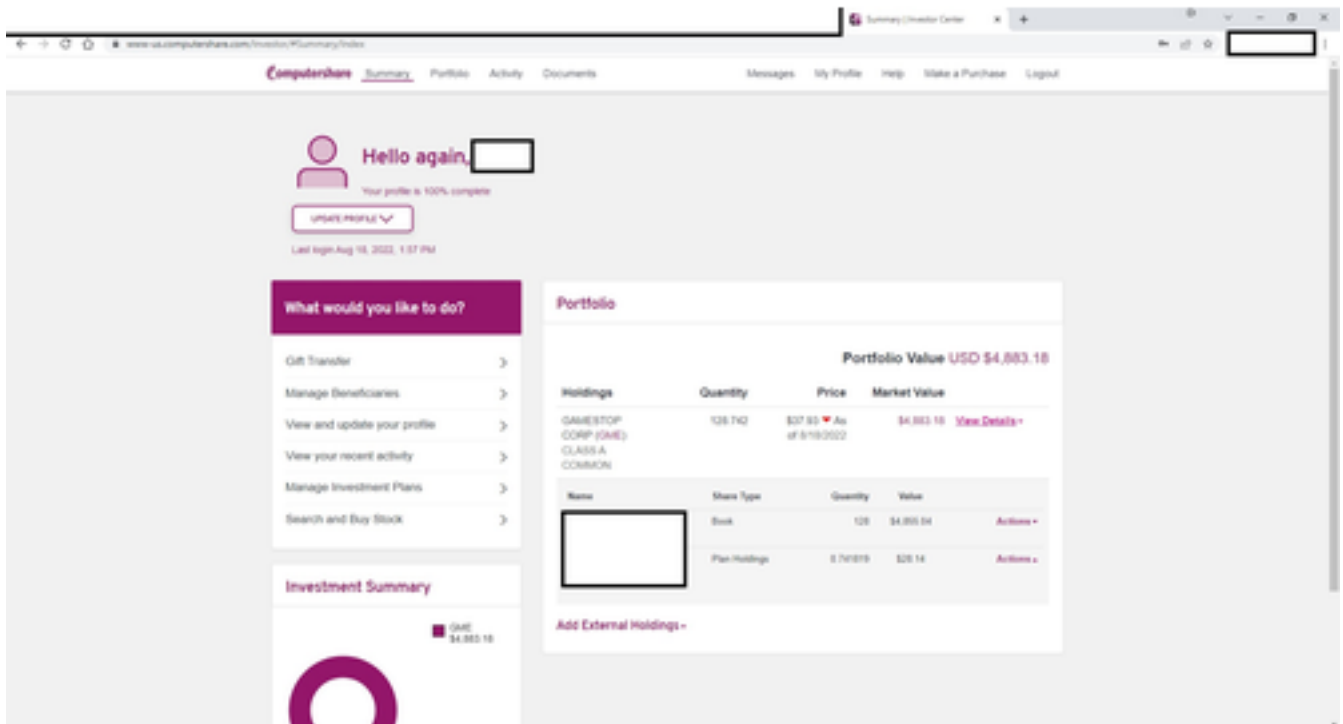 Summary | Investor Center
www-us.computershare.com/Investor/#Summary/Index
Computershare Summary Portfolio Activity Documents Messages My Profile Help Make a Purchase Logout
Hello again,
Your profile is 100% complete
UPDATE PROFILE
Last login Aug 18, 2022, 1:57 PM
What would you like to do?
Gift Transfer
Manage Beneficiaries
View and update your profile
View your recent activity
Manage Investment Plans
Search and Buy Stock
Investment Summary
GME
$4,883.18
Portfolio
Portfolio Value USD $4,883.18
Holdings Quantity Price Market Value
GAMESTOP CORP (GME) CLASS A COMMON
128.742 $37.93 As of 8/18/2022 $4,883.18 View Details
Name Share Type Quantity Value
Book 128 $4,855.04 Actions
Plan Holdings 0.741819 $28.14 Actions
Add External Holdings